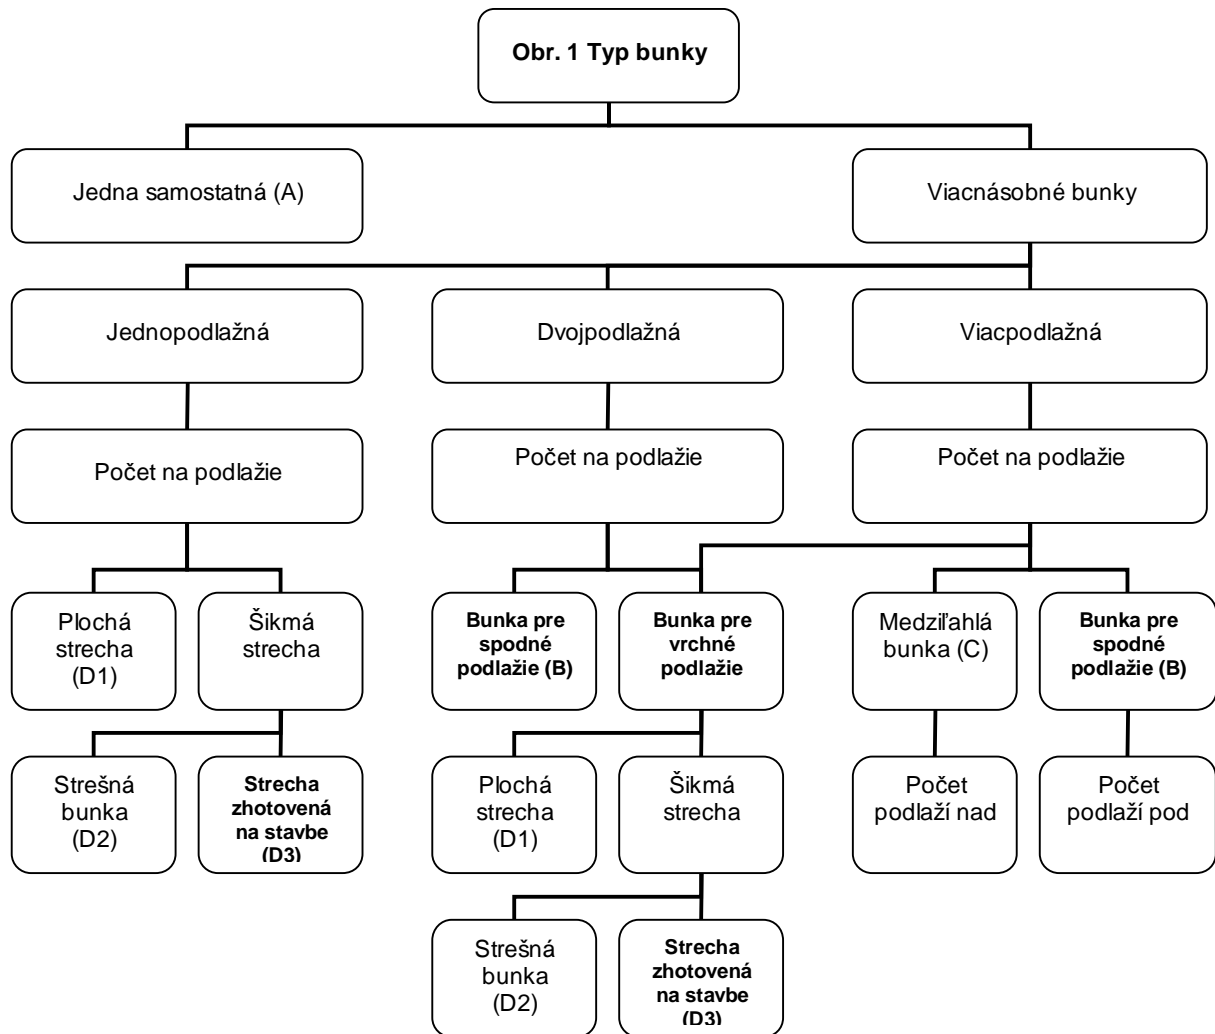 Obr. 1 Typ bunky
Jedna samostatná (A)
Viacnásobné bunky
Jednopodlažná
Dvojpodlažná
Viacpodlažná
Počet na podlažie
Počet na podlažie
Počet na podlažie
Plochá
strecha
(D1)
Šikmá
strecha
Bunka pre
spodné
podlažie (B)
Bunka pre
vrchné
podlažie
Medziľahlá
bunka (C)
Bunka pre
spodné
podlažie (B)
Strešná
bunka
(D2)
Strecha
zhotovená
na stavbe
(D3)
Plochá
strecha
(D1)
Šikmá
strecha
Počet
podlaží nad
Počet
podlaží pod
Strešná
bunka
(D2)
Strecha
zhotovená
na stavbe
(D3)